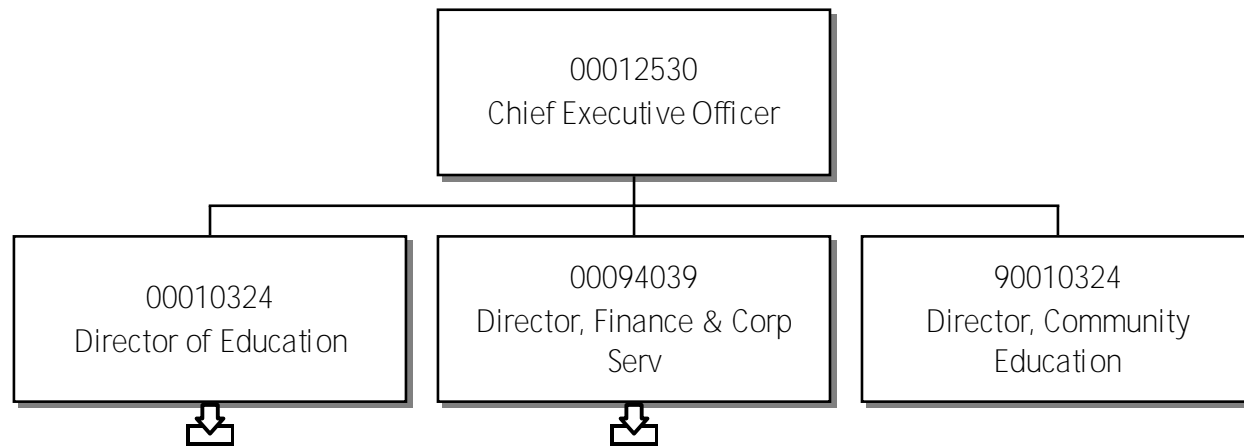 00012530
Chief Executive Officer
00010324
Director of Education
00094039
Director, Finance & Corp
Serv
90010324
Director, Community
Education